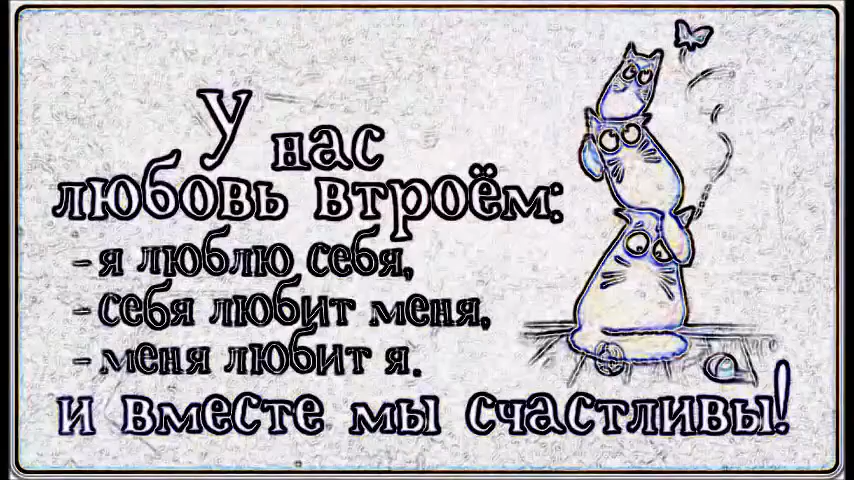 У нас
любовь втроём:
- я люблю себя,
- себя любит меня,
- меня любит я.
и вместе мы счастливы!